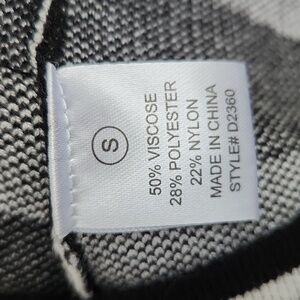 S
50% VISCOSE
28% POLYESTER
22% NYLON
MADE IN CHINA
STYLE# D2360